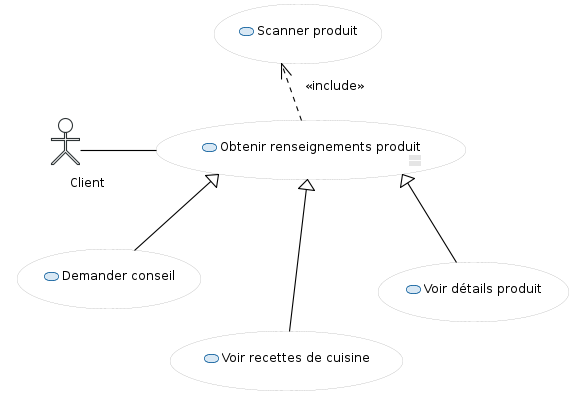 Scanner produit
«include»
Obtenir renseignements produit
Client
Demander conseil
Voir détails produit
Voir recettes de cuisine